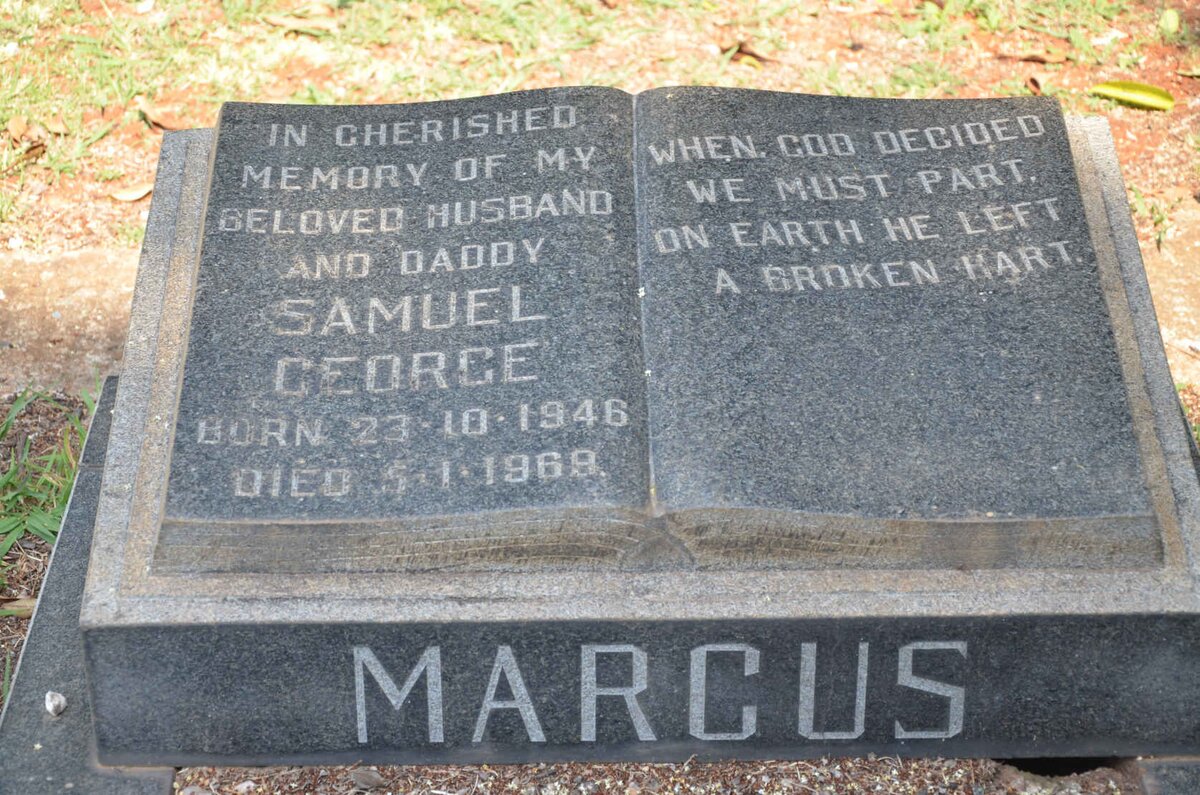 IN CHERISHED
MEMORY OF MY
BELOVED HUSBAND
AND DADDY
SAMUEL
GEORGE
BORN 23·10·1946
DIED 5·1·1969.
WHEN GOD DECIDED
WE MUST PART.
ON EARTH HE LEFT
A BROKEN HART.
MARCUS